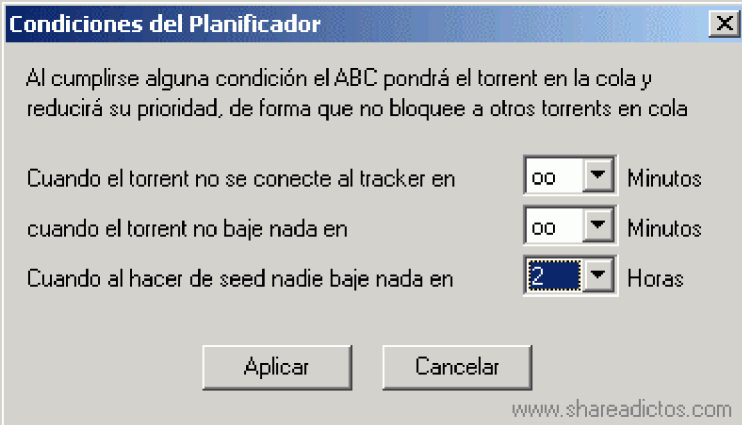 Condiciones del Planificador
Al cumplirse alguna condición el ABC pondrá el torrent en la cola y
reducirá su prioridad, de forma que no bloquee a otros torrents en cola
Cuando el torrent no se conecte al tracker en oo Minutos
cuando el torrent no baje nada en oo Minutos
Cuando al hacer de seed nadie baje nada en 2 Horas
Aplicar Cancelar
www.shareadictos.com